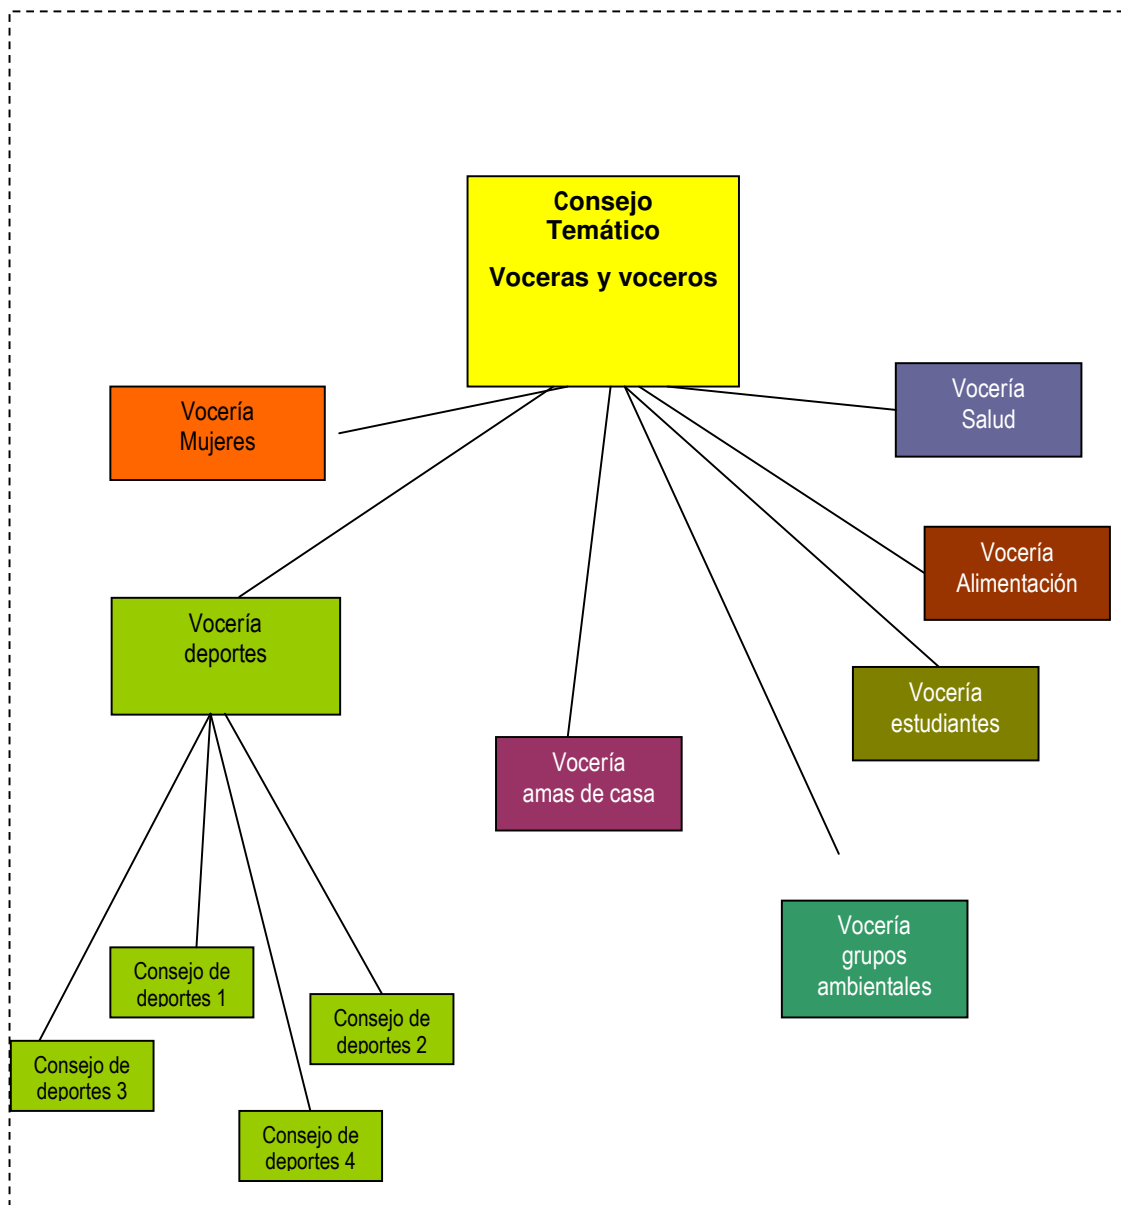 Consejo
Temático
Voceras y voceros
Vocería
Salud
Vocería
Mujeres
Vocería
Alimentación
Vocería
deportes
Vocería
estudiantes
Vocería
amas de casa
Vocería
grupos
ambientales
Consejo de
deportes 1
Consejo de
deportes 2
Consejo de
deportes 3
Consejo de
deportes 4